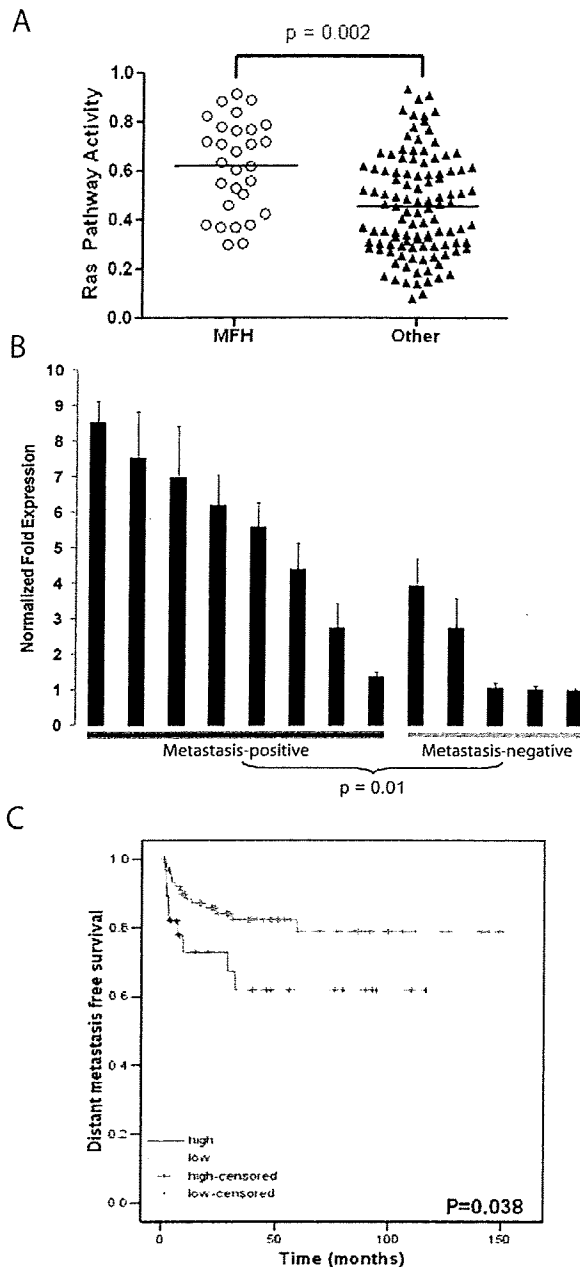 A
p = 0.002
Ras Pathway Activity
1.0
0.8
0.6
0.4
0.2
0.0
MFH
Other
B
Normalized Fold Expression
10
9
8
7
6
5
4
3
2
1
0
Metastasis-positive
Metastasis-negative
p = 0.01
C
Distant metastasis free survival
1.0
0.8
0.6
0.4
0.2
0.0
high
low
high-censored
low-censored
P=0.038
0
50
100
150
Time (months)